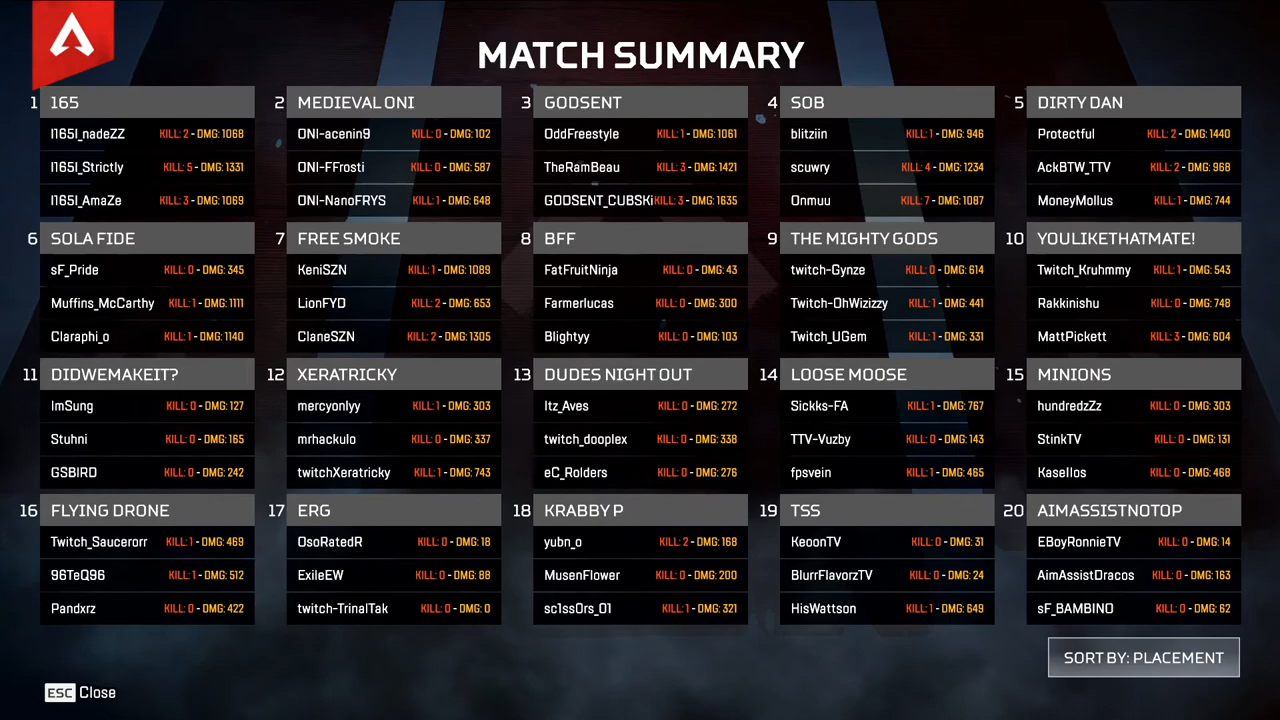 MATCH SUMMARY
1 165
I165I_nadeZZ KILL: 2 - DMG: 1068
I165I_Strictly KILL: 5 - DMG: 1331
I165I_AmaZe KILL: 3 - DMG: 1069
2 MEDIEVAL ONI
ONI-acenin9 KILL: 0 - DMG: 102
ONI-FFrosti KILL: 0 - DMG: 587
ONI-NanoFRYS KILL: 1 - DMG: 648
3 GODSENT
OddFreestyle KILL: 1 - DMG: 1061
TheRamBeau KILL: 3 - DMG: 1421
GODSENT_CUBSKi KILL: 3 - DMG: 1635
4 SOB
blitziin KILL: 1 - DMG: 946
scuwry KILL: 4 - DMG: 1234
Onmuu KILL: 7 - DMG: 1087
5 DIRTY DAN
Protectful KILL: 2 - DMG: 1440
AckBTW_TTV KILL: 2 - DMG: 968
MoneyMollus KILL: 1 - DMG: 744
6 SOLA FIDE
sF_Pride KILL: 0 - DMG: 345
Muffins_McCarthy KILL: 1 - DMG: 1111
Claraphi_o KILL: 1 - DMG: 1140
7 FREE SMOKE
KeniSZN KILL: 1 - DMG: 1089
LionFYD KILL: 2 - DMG: 653
ClaneSZN KILL: 2 - DMG: 1305
8 BFF
FatFruitNinja KILL: 0 - DMG: 43
Farmerlucas KILL: 0 - DMG: 300
Blightyy KILL: 0 - DMG: 103
9 THE MIGHTY GODS
twitch-Gynze KILL: 0 - DMG: 614
Twitch-OhWizizzy KILL: 1 - DMG: 441
Twitch_UGem KILL: 1 - DMG: 331
10 YOULIKETHATMATE!
Twitch_Kruhmmy KILL: 1 - DMG: 543
Rakkinishu KILL: 0 - DMG: 748
MattPickett KILL: 3 - DMG: 604
11 DIDWEMAKEIT?
ImSung KILL: 0 - DMG: 127
Stuhni KILL: 0 - DMG: 165
GSBIRD KILL: 0 - DMG: 242
12 XERATRICKY
mercyonlyy KILL: 1 - DMG: 303
mrhackulo KILL: 0 - DMG: 337
twitchXeratricky KILL: 1 - DMG: 743
13 DUDES NIGHT OUT
Itz_Aves KILL: 0 - DMG: 272
twitch_dooplex KILL: 0 - DMG: 338
eC_Rolders KILL: 0 - DMG: 276
14 LOOSE MOOSE
Sickks-FA KILL: 1 - DMG: 767
TTV-Vuzby KILL: 0 - DMG: 143
fpsvein KILL: 1 - DMG: 465
15 MINIONS
hundredzZz KILL: 0 - DMG: 303
StinkTV KILL: 0 - DMG: 131
Kasellos KILL: 0 - DMG: 468
16 FLYING DRONE
Twitch_Saucerorr KILL: 1 - DMG: 469
96TeQ96 KILL: 1 - DMG: 512
Pandxrz KILL: 0 - DMG: 422
17 ERG
OsoRatedR KILL: 0 - DMG: 18
ExileEW KILL: 0 - DMG: 88
twitch-TrinalTak KILL: 0 - DMG: 0
18 KRABBY P
yubn_o KILL: 2 - DMG: 168
MusenFlower KILL: 0 - DMG: 200
sc1ssOrs_01 KILL: 1 - DMG: 321
19 TSS
KeoonTV KILL: 0 - DMG: 31
BlurrFlavorzTV KILL: 0 - DMG: 24
HisWattson KILL: 1 - DMG: 649
20 AIMASSISTNOTOP
EBoyRonnieTV KILL: 0 - DMG: 14
AimAssistDracos KILL: 0 - DMG: 163
sF_BAMBINO KILL: 0 - DMG: 62
SORT BY: PLACEMENT
ESC Close